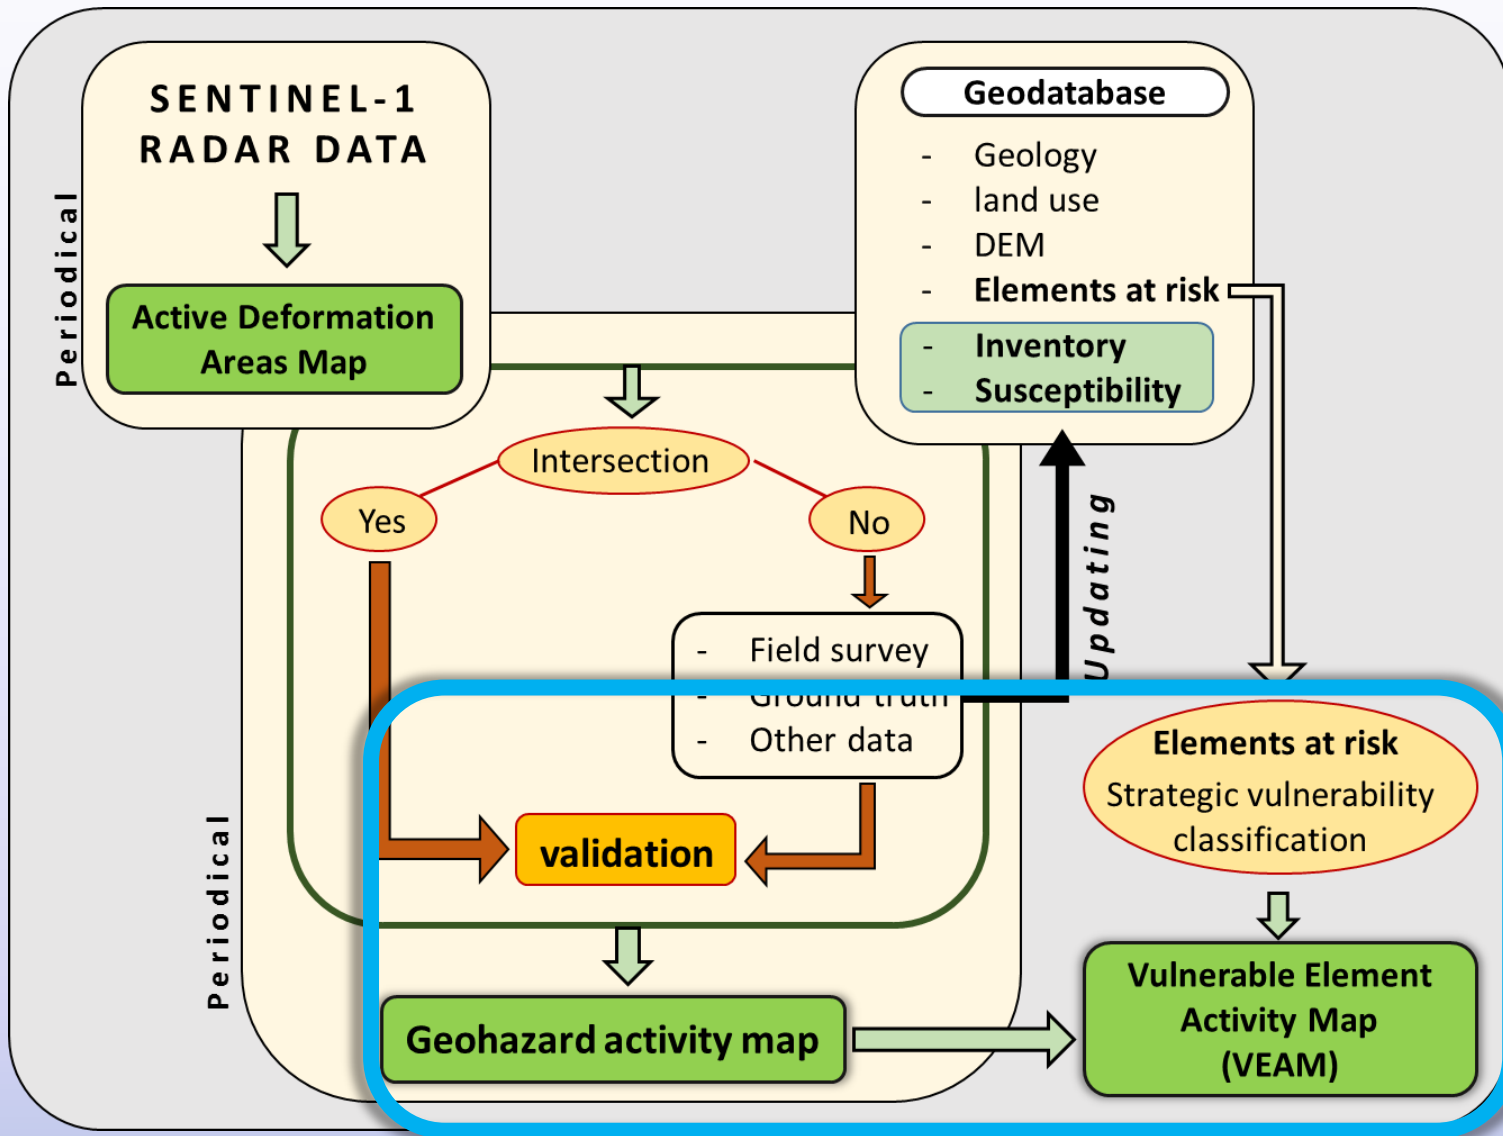 SENTINEL-1
RADAR DATA
Periodical
Active Deformation
Areas Map
Geodatabase
- Geology
- land use
- DEM
- Elements at risk
- Inventory
- Susceptibility
Intersection
Yes
No
- Field survey
- Ground truth
- Other data
Updating
validation
Periodical
Geohazard activity map
Elements at risk
Strategic vulnerability
classification
Vulnerable Element
Activity Map
(VEAM)